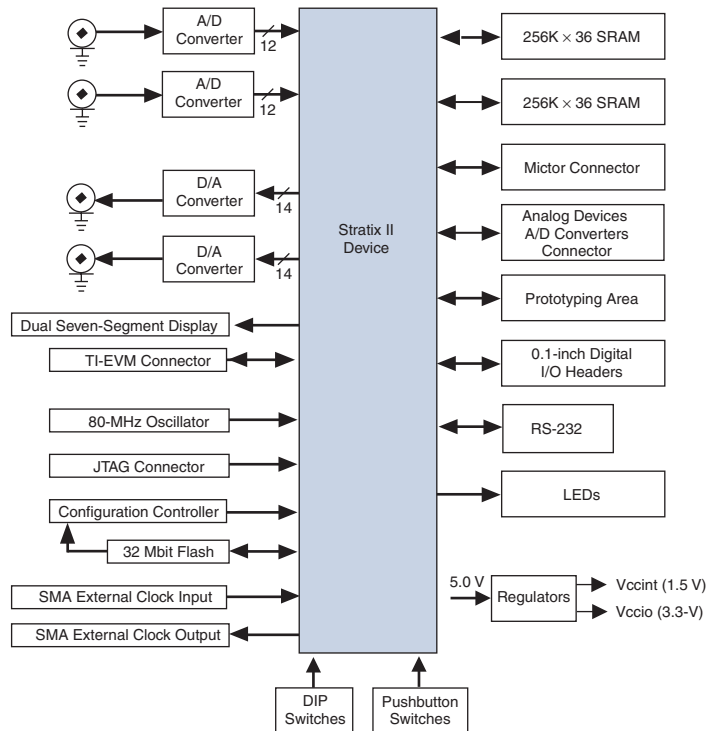 A/D
Converter
12
256K × 36 SRAM
A/D
Converter
12
256K × 36 SRAM
Mictor Connector
D/A
Converter
14
Stratix II
Device
Analog Devices
A/D Converters
Connector
D/A
Converter
14
Prototyping Area
Dual Seven-Segment Display
TI-EVM Connector
0.1-inch Digital
I/O Headers
80-MHz Oscillator
RS-232
JTAG Connector
LEDs
Configuration Controller
32 Mbit Flash
SMA External Clock Input
SMA External Clock Output
5.0 V
Regulators
Vccint (1.5 V)
Vccio (3.3-V)
DIP
Switches
Pushbutton
Switches